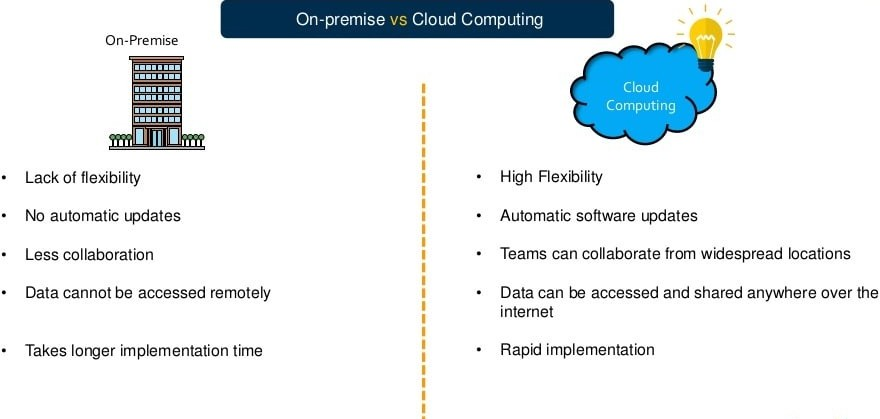 On-premise vs Cloud Computing
On-Premise
Cloud
Computing
• Lack of flexibility
• No automatic updates
• Less collaboration
• Data cannot be accessed remotely
• Takes longer implementation time
• High Flexibility
• Automatic software updates
• Teams can collaborate from widespread locations
• Data can be accessed and shared anywhere over the
internet
• Rapid implementation